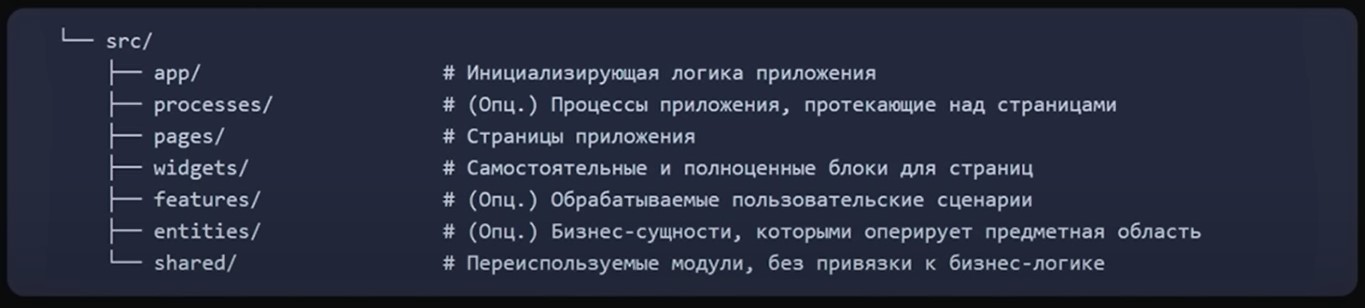 └── src/
├── app/ # Инициализирующая логика приложения
├── processes/ # (Опц.) Процессы приложения, протекающие над страницами
├── pages/ # Страницы приложения
├── widgets/ # Самостоятельные и полноценные блоки для страниц
├── features/ # (Опц.) Обрабатываемые пользовательские сценарии
├── entities/ # (Опц.) Бизнес-сущности, которыми оперирует предметная область
└── shared/ # Переиспользуемые модули, без привязки к бизнес-логике